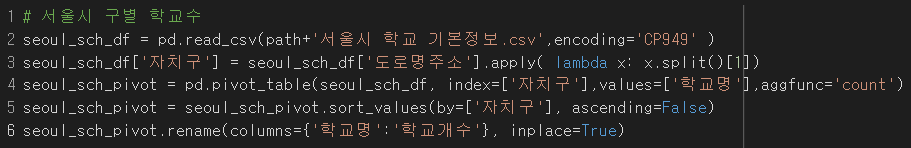 1 # 서울시 구별 학교수
2 seoul_sch_df = pd.read_csv(path+'서울시 학교 기본정보.csv',encoding='CP949' )
3 seoul_sch_df['자치구'] = seoul_sch_df['도로명주소'].apply( lambda x: x.split()[1])
4 seoul_sch_pivot = pd.pivot_table(seoul_sch_df, index=['자치구'],values=['학교명'],aggfunc='count')
5 seoul_sch_pivot = seoul_sch_pivot.sort_values(by=['자치구'], ascending=False)
6 seoul_sch_pivot.rename(columns={'학교명':'학교개수'}, inplace=True)